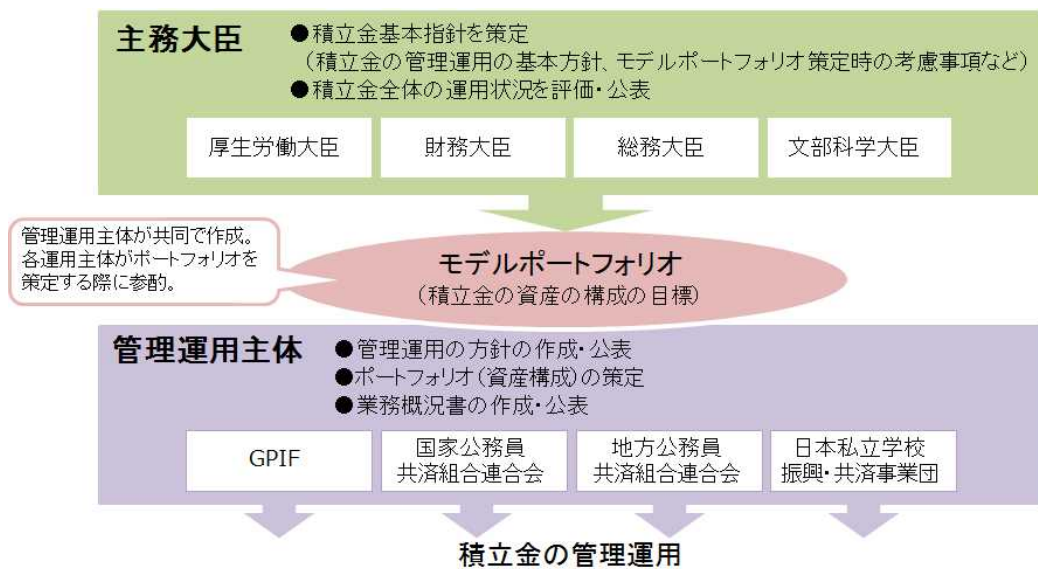 主務大臣
●積立金基本指針を策定
（積立金の管理運用の基本方針、モデルポートフォリオ策定時の考慮事項など）
●積立金全体の運用状況を評価・公表
厚生労働大臣
財務大臣
総務大臣
文部科学大臣
管理運用主体が共同で作成。
各運用主体がポートフォリオを
策定する際に参酌。
モデルポートフォリオ
（積立金の資産の構成の目標）
管理運用主体
●管理運用の方針の作成・公表
●ポートフォリオ（資産構成）の策定
●業務概況書の作成・公表
GPIF
国家公務員
共済組合連合会
地方公務員
共済組合連合会
日本私立学校
振興・共済事業団
積立金の管理運用